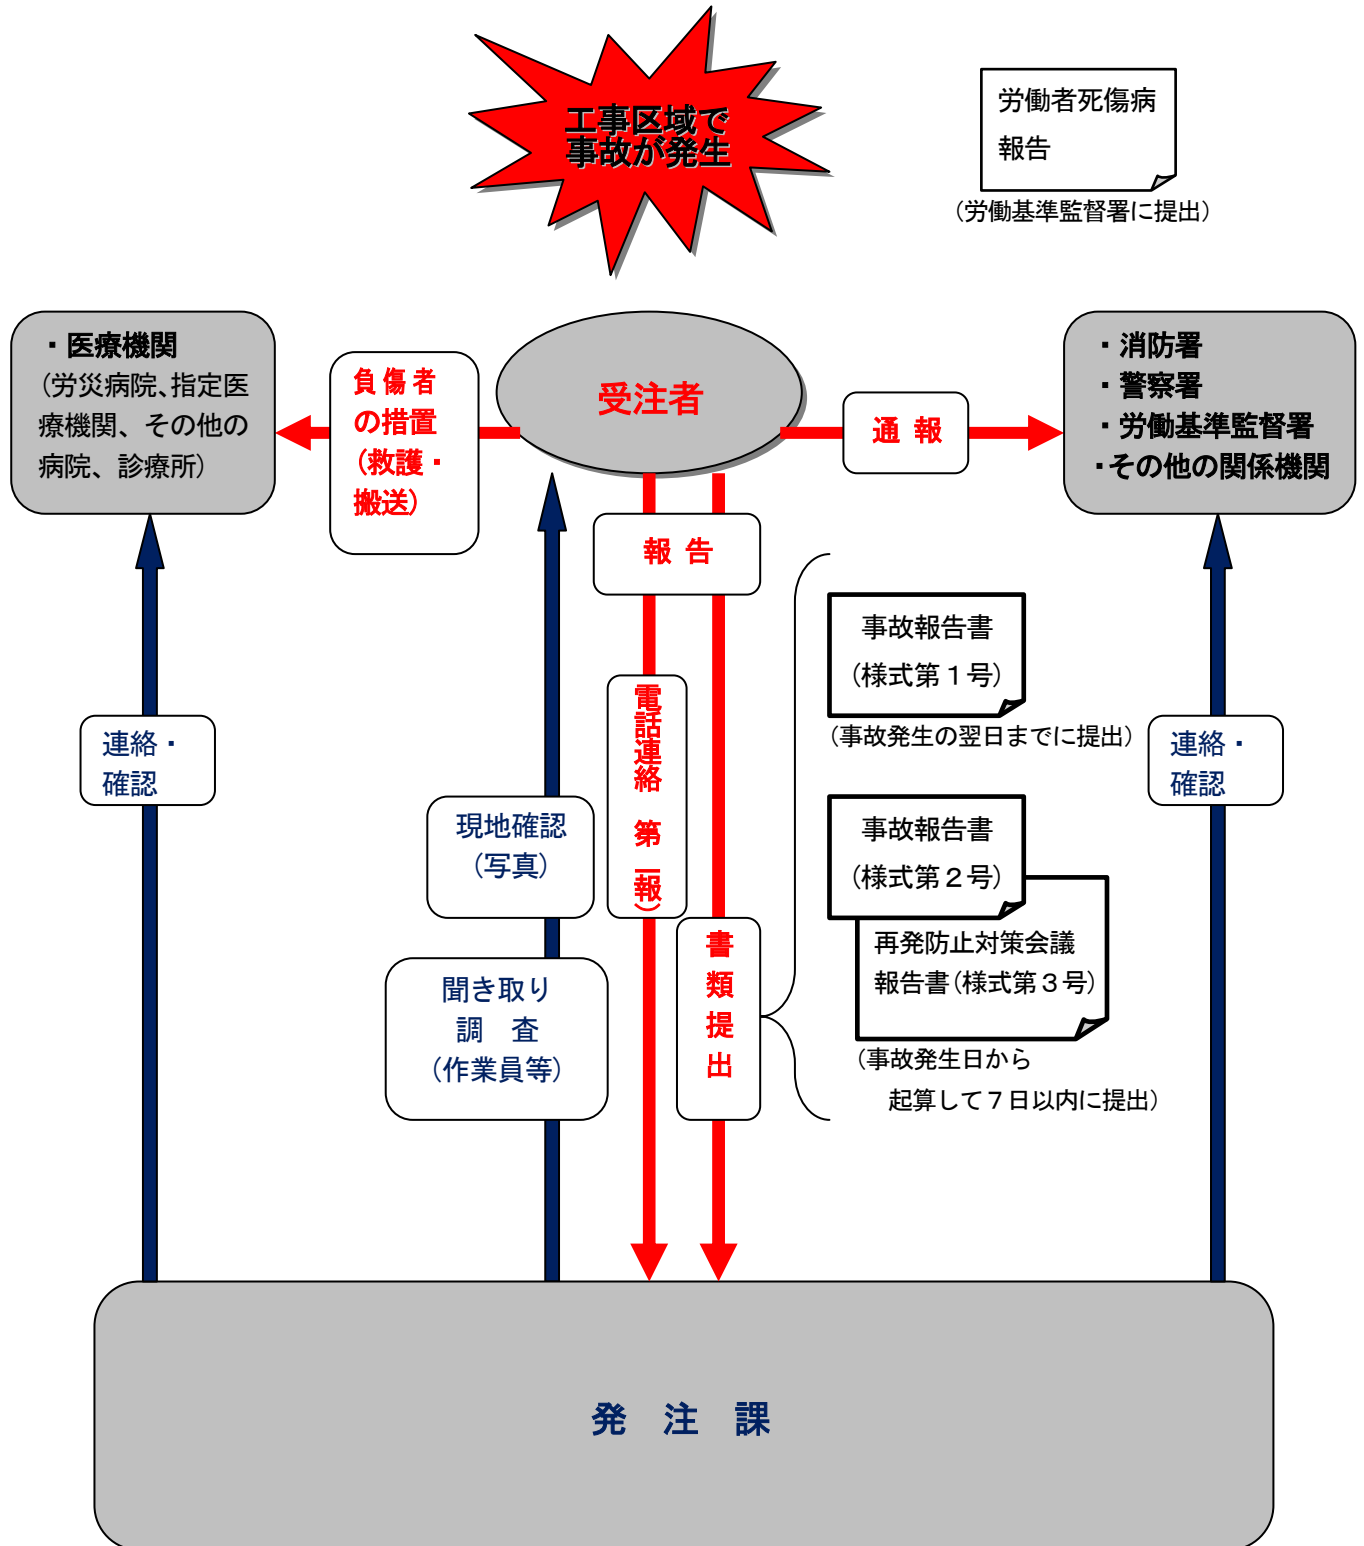 工事区域で
事故が発生
労働者死傷病
報告
（労働基準監督署に提出）
・医療機関
（労災病院、指定医
療機関、その他の
病院、診療所）
負傷者
の措置
（救護・
搬送）
受注者
通 報
・消防署
・警察署
・労働基準監督署
・その他の関係機関
報 告
事故報告書
（様式第１号）
（事故発生の翌日までに提出）
連絡・
確認
電話連絡 第一報）
連絡・
確認
現地確認
（写真）
事故報告書
（様式第２号）
再発防止対策会議
報告書（様式第３号）
（事故発生日から
起算して７日以内に提出）
書類提出
聞き取り
調 査
（作業員等）
発 注 課